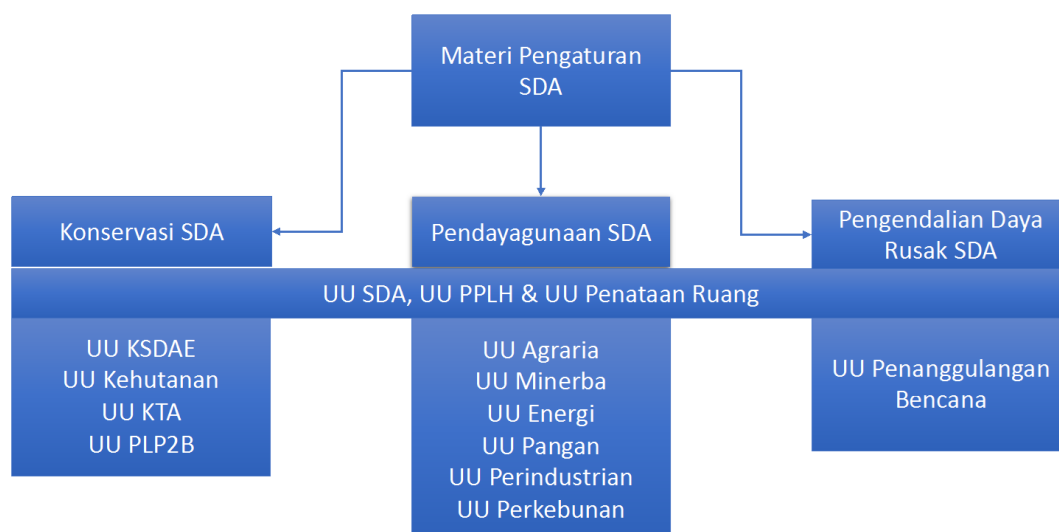 Materi Pengaturan
SDA
Konservasi SDA
Pendayagunaan SDA
Pengendalian Daya
Rusak SDA
UU SDA, UU PPLH & UU Penataan Ruang
UU KSDAE
UU Kehutanan
UU KTA
UU PLP2B
UU Agraria
UU Minerba
UU Energi
UU Pangan
UU Perindustrian
UU Perkebunan
UU Penanggulangan
Bencana